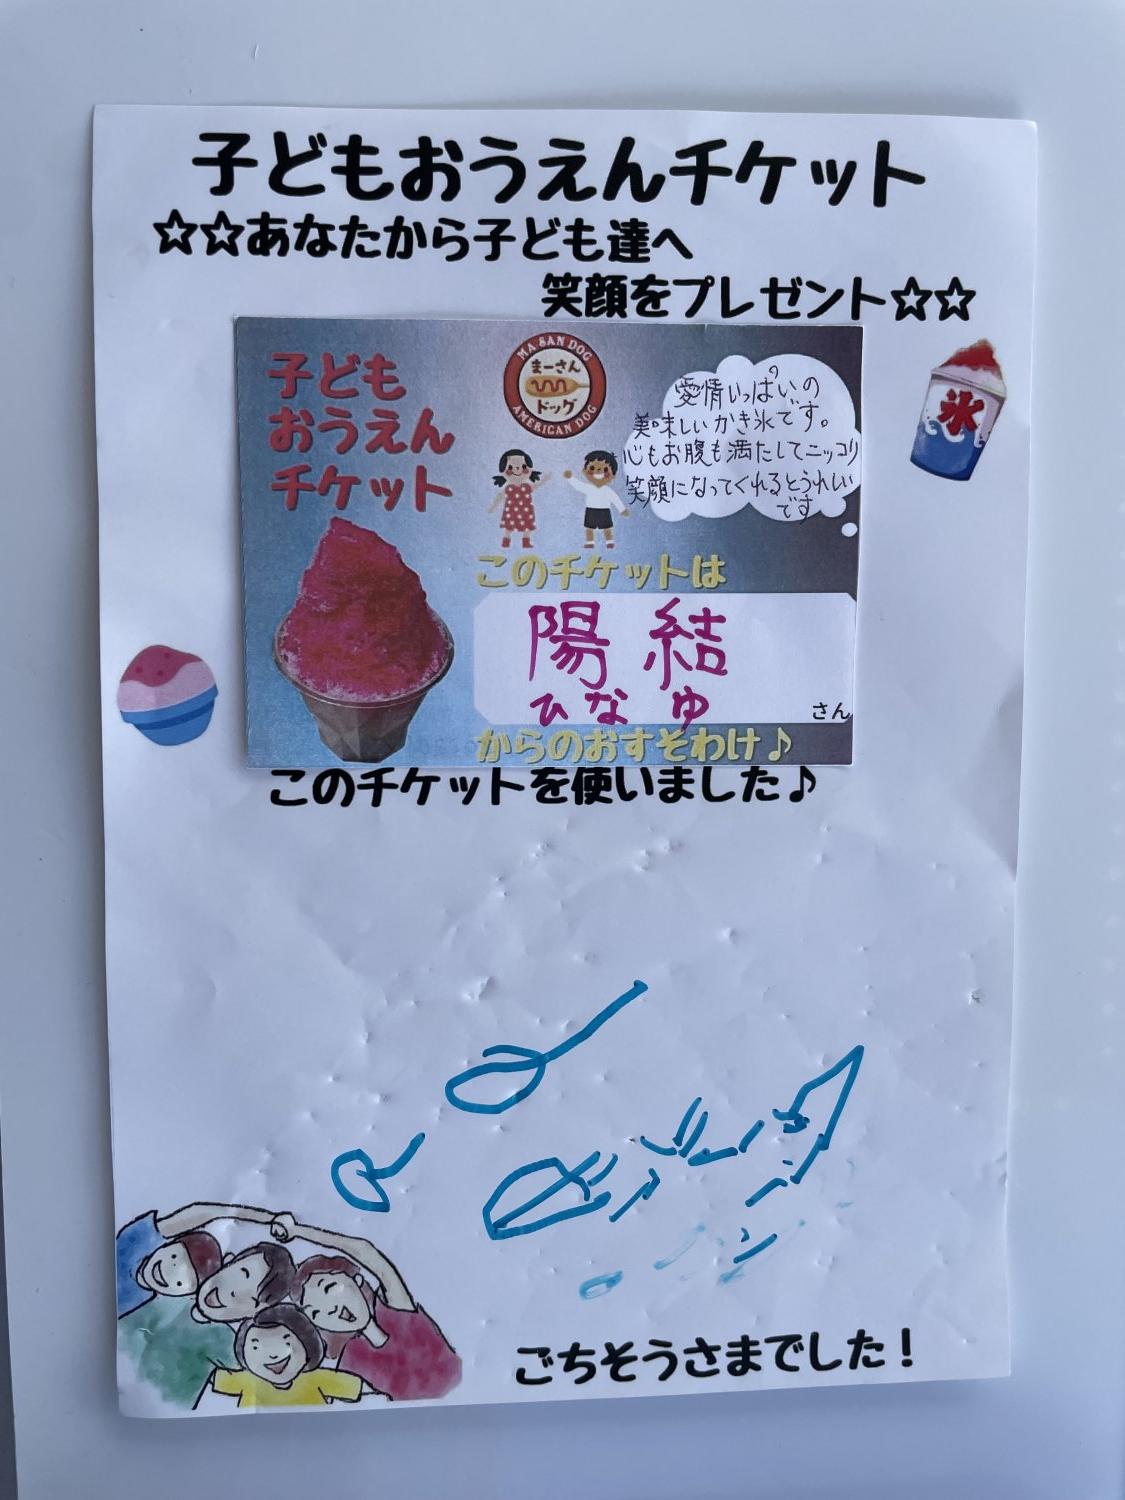 子どもおうえんチケット
☆☆あなたから子ども達へ
笑顔をプレゼント☆☆
子ども
おうえん
チケット
MA SAN DOG
まーさん
ドッグ
AMERICAN DOG
愛情いっぱいの
美味しいかき氷です。
心もお腹も満たしてニッコリ
笑顔になってくれるとうれしい
です
氷
このチケットは
陽結
ひなゆ
さん
からのおすそわけ♪
このチケットを使いました♪
ごちそうさまでした!